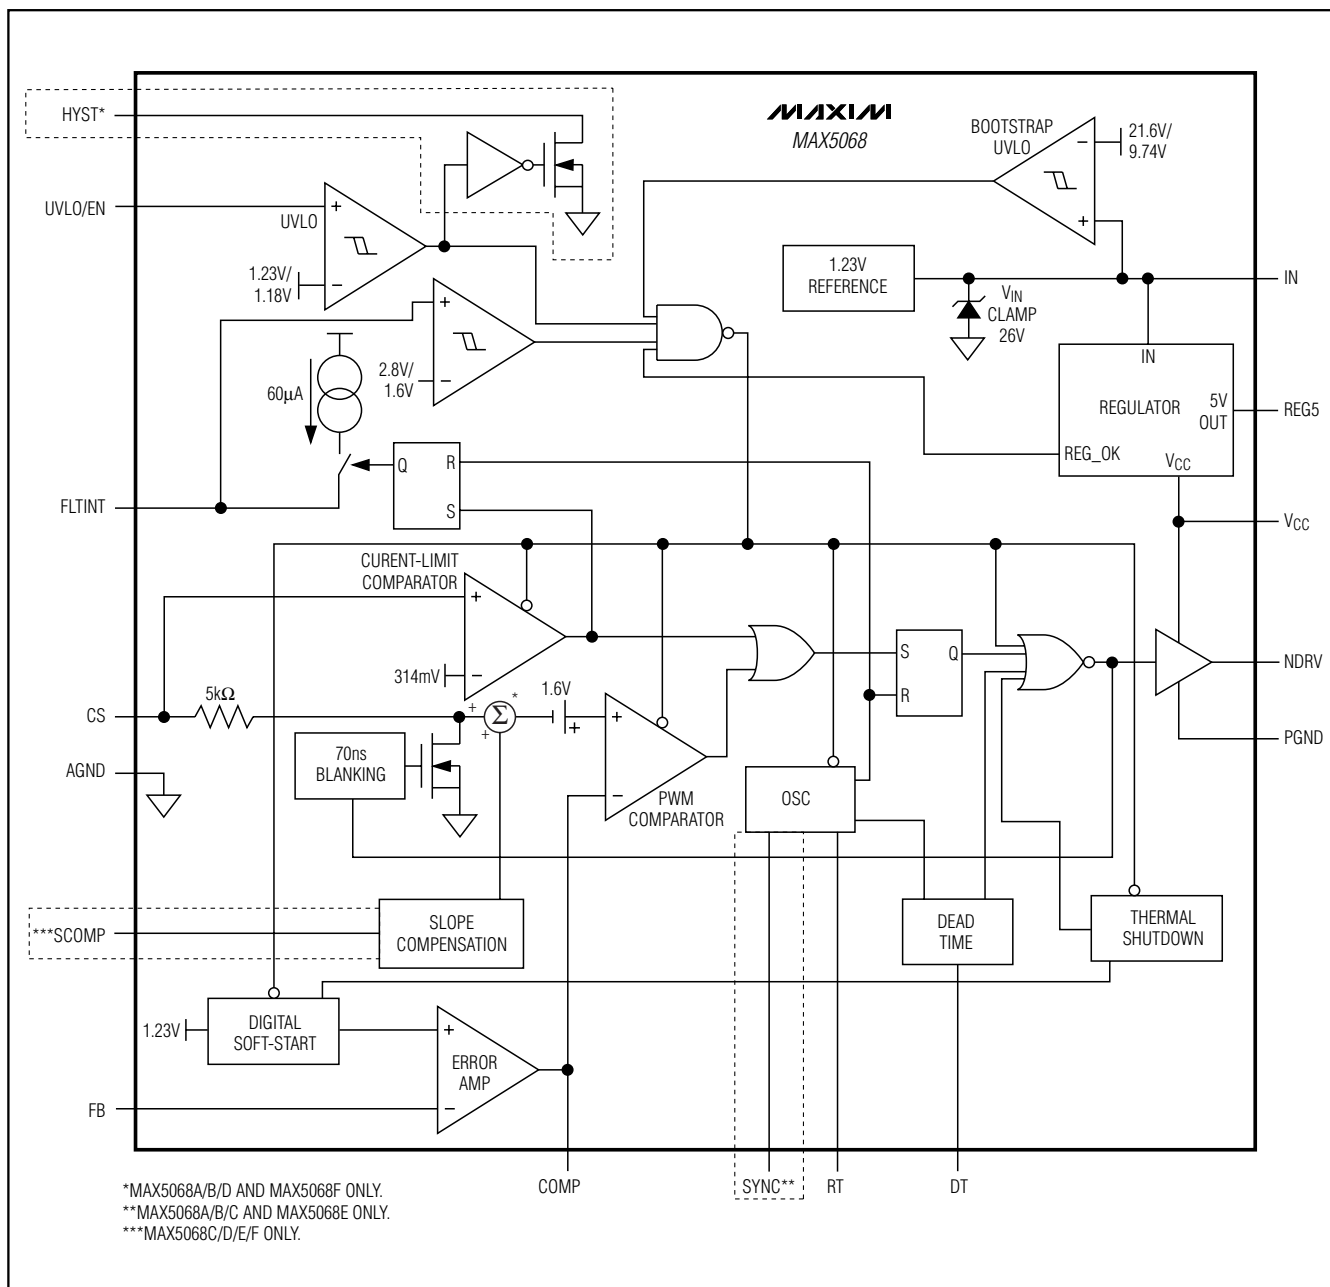 HYST*
MAXIM
MAX5068
BOOTSTRAP
UVLO
−
21.6V/
9.74V
+
UVLO/EN
+
UVLO
−
1.23V/
1.18V
1.23V
REFERENCE
IN
VIN
CLAMP
26V
+
−
2.8V/
1.6V
60µA
IN
REGULATOR
5V
OUT
REG5
REG_OK
VCC
Q
R
S
FLTINT
VCC
CURENT-LIMIT
COMPARATOR
+
−
314mV
S
Q
R
NDRV
5kΩ
CS
+
Σ
*
+
1.6V
+
+
−
PGND
AGND
70ns
BLANKING
PWM
COMPARATOR
OSC
***SCOMP
SLOPE
COMPENSATION
DEAD
TIME
THERMAL
SHUTDOWN
1.23V
DIGITAL
SOFT-START
+
ERROR
AMP
−
FB
COMP
SYNC**
RT
DT
*MAX5068A/B/D AND MAX5068F ONLY.
**MAX5068A/B/C AND MAX5068E ONLY.
***MAX5068C/D/E/F ONLY.